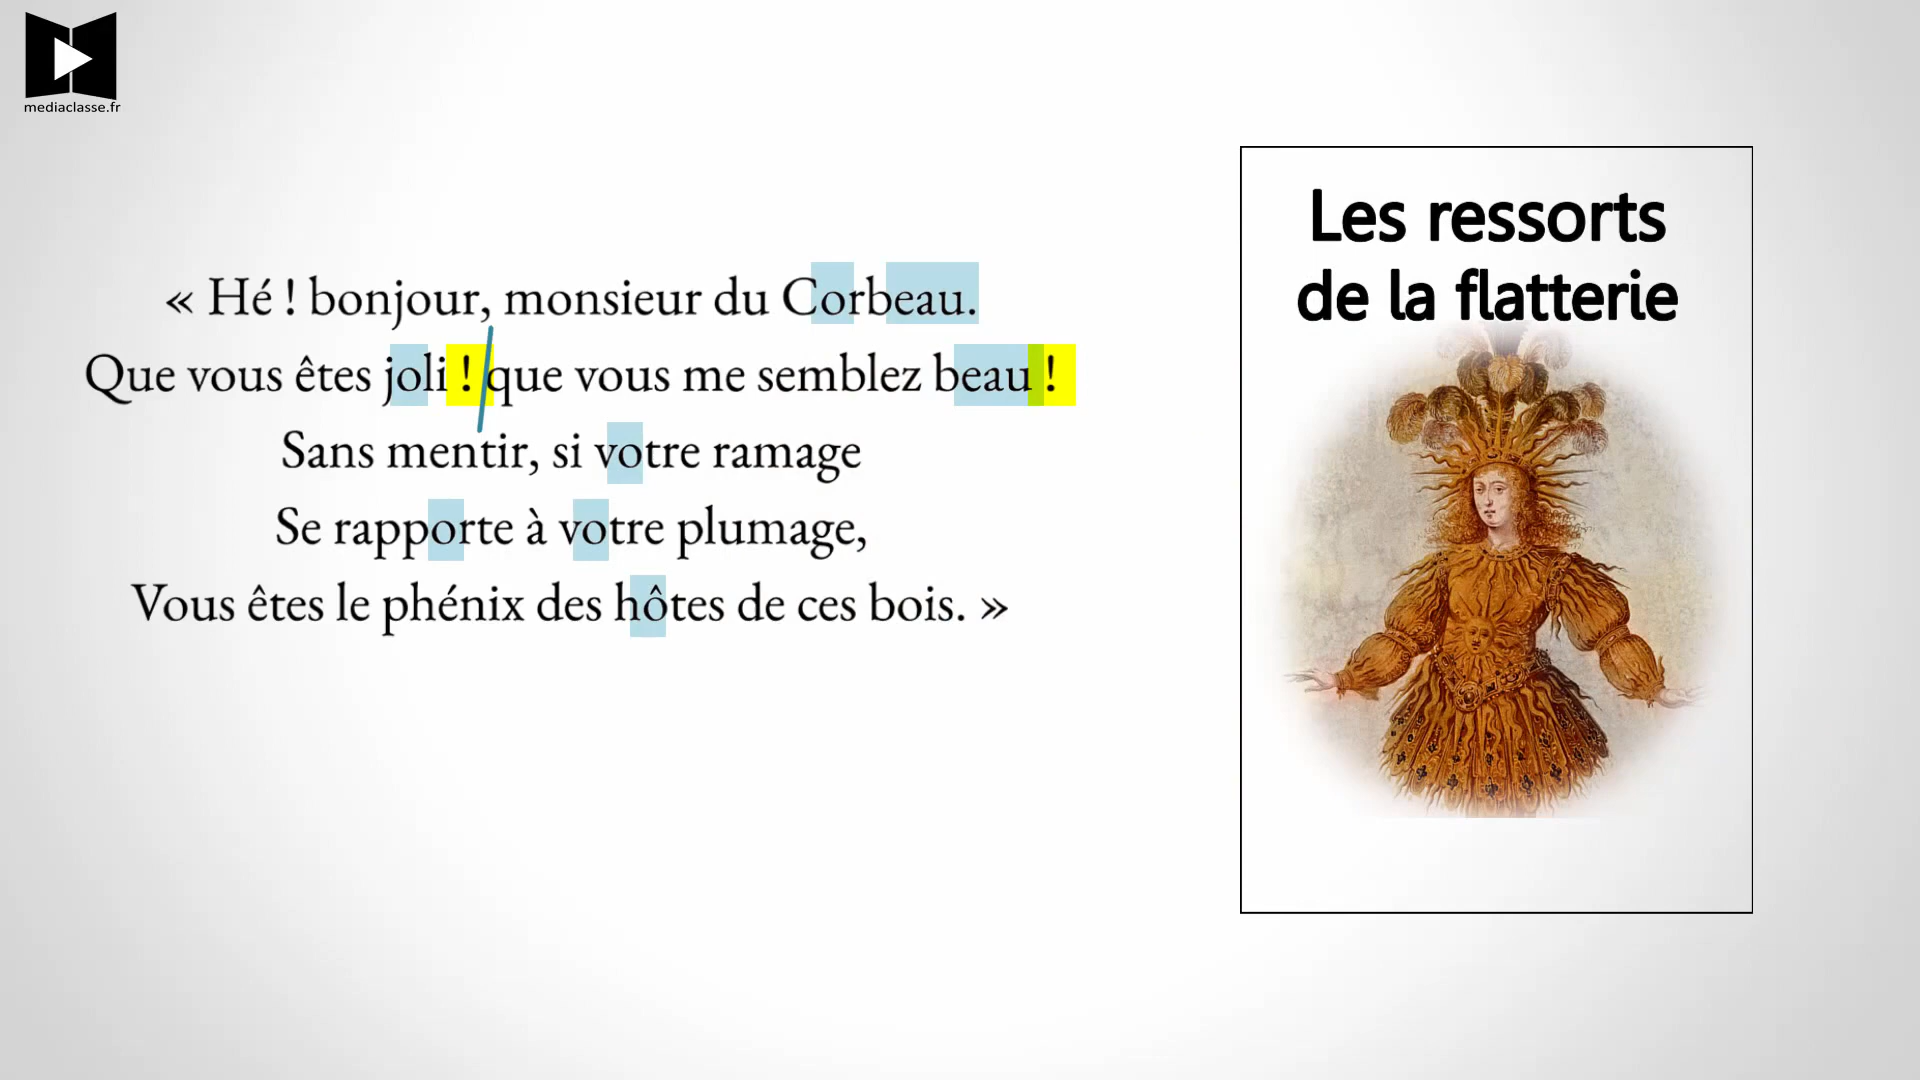 mediaclasse.fr
« Hé ! bonjour, monsieur du Corbeau.
Que vous êtes joli ! que vous me semblez beau !
Sans mentir, si votre ramage
Se rapporte à votre plumage,
Vous êtes le phénix des hôtes de ces bois. »
Les ressorts
de la flatterie